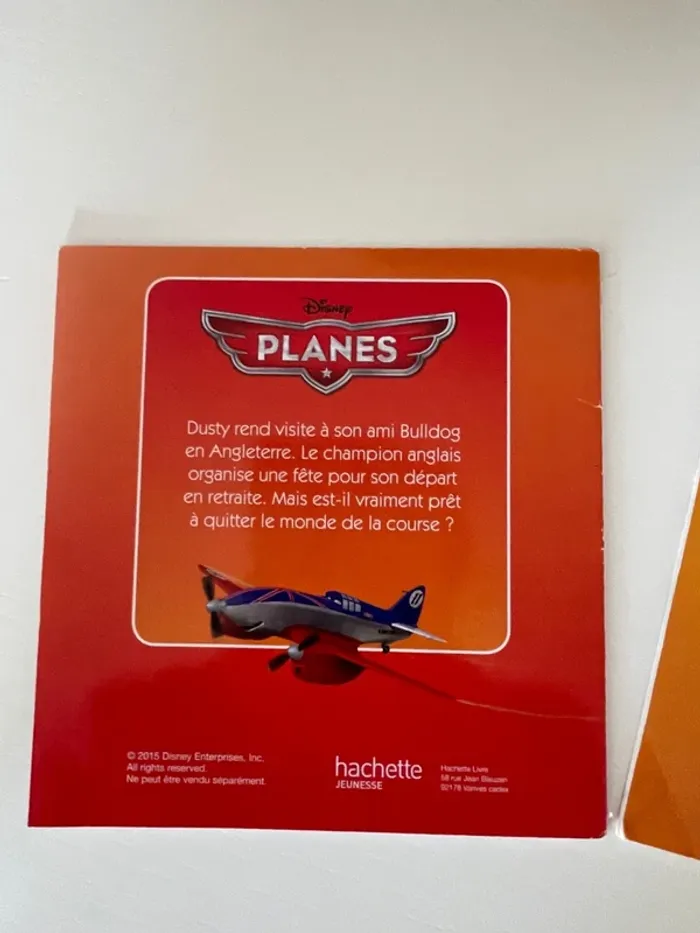 Disney
PLANES
Dusty rend visite à son ami Bulldog
en Angleterre. Le champion anglais
organise une fête pour son départ
en retraite. Mais est-il vraiment prêt
à quitter le monde de la course ?
11
© 2015 Disney Enterprises, Inc.
All rights reserved.
Ne peut être vendu séparément.
hachette
JEUNESSE
Hachette Livre
58 rue Jean Bleuzen
92178 Vanves cedex